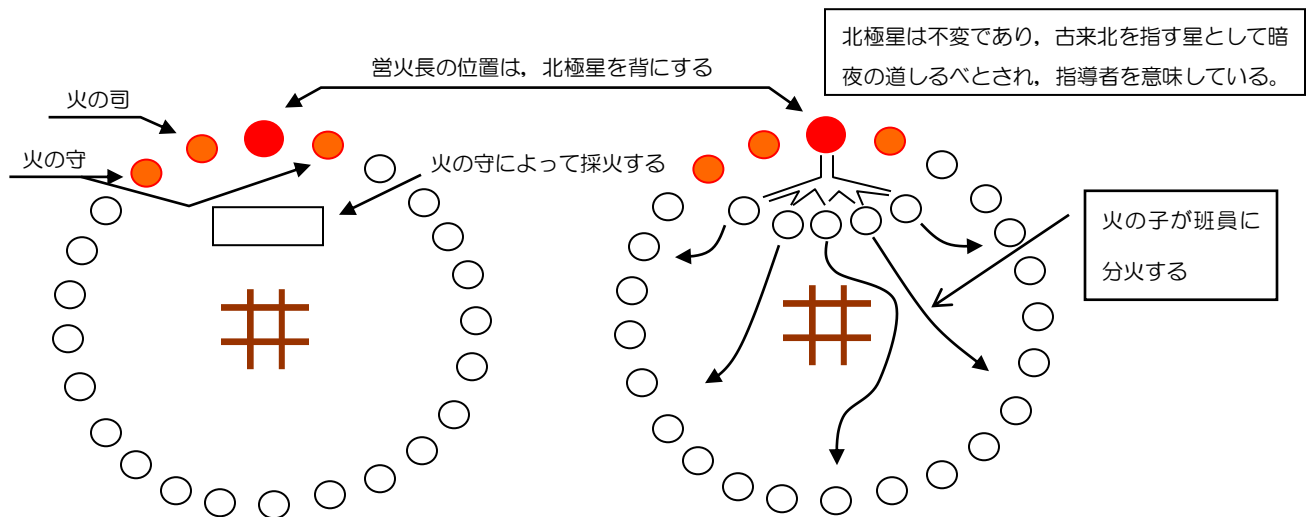 北極星は不変であり，古来北を指す星として暗
夜の道しるべとされ，指導者を意味している。
営火長の位置は，北極星を背にする
火の司
火の守
火の守によって採火する
火の子が班員に
分火する